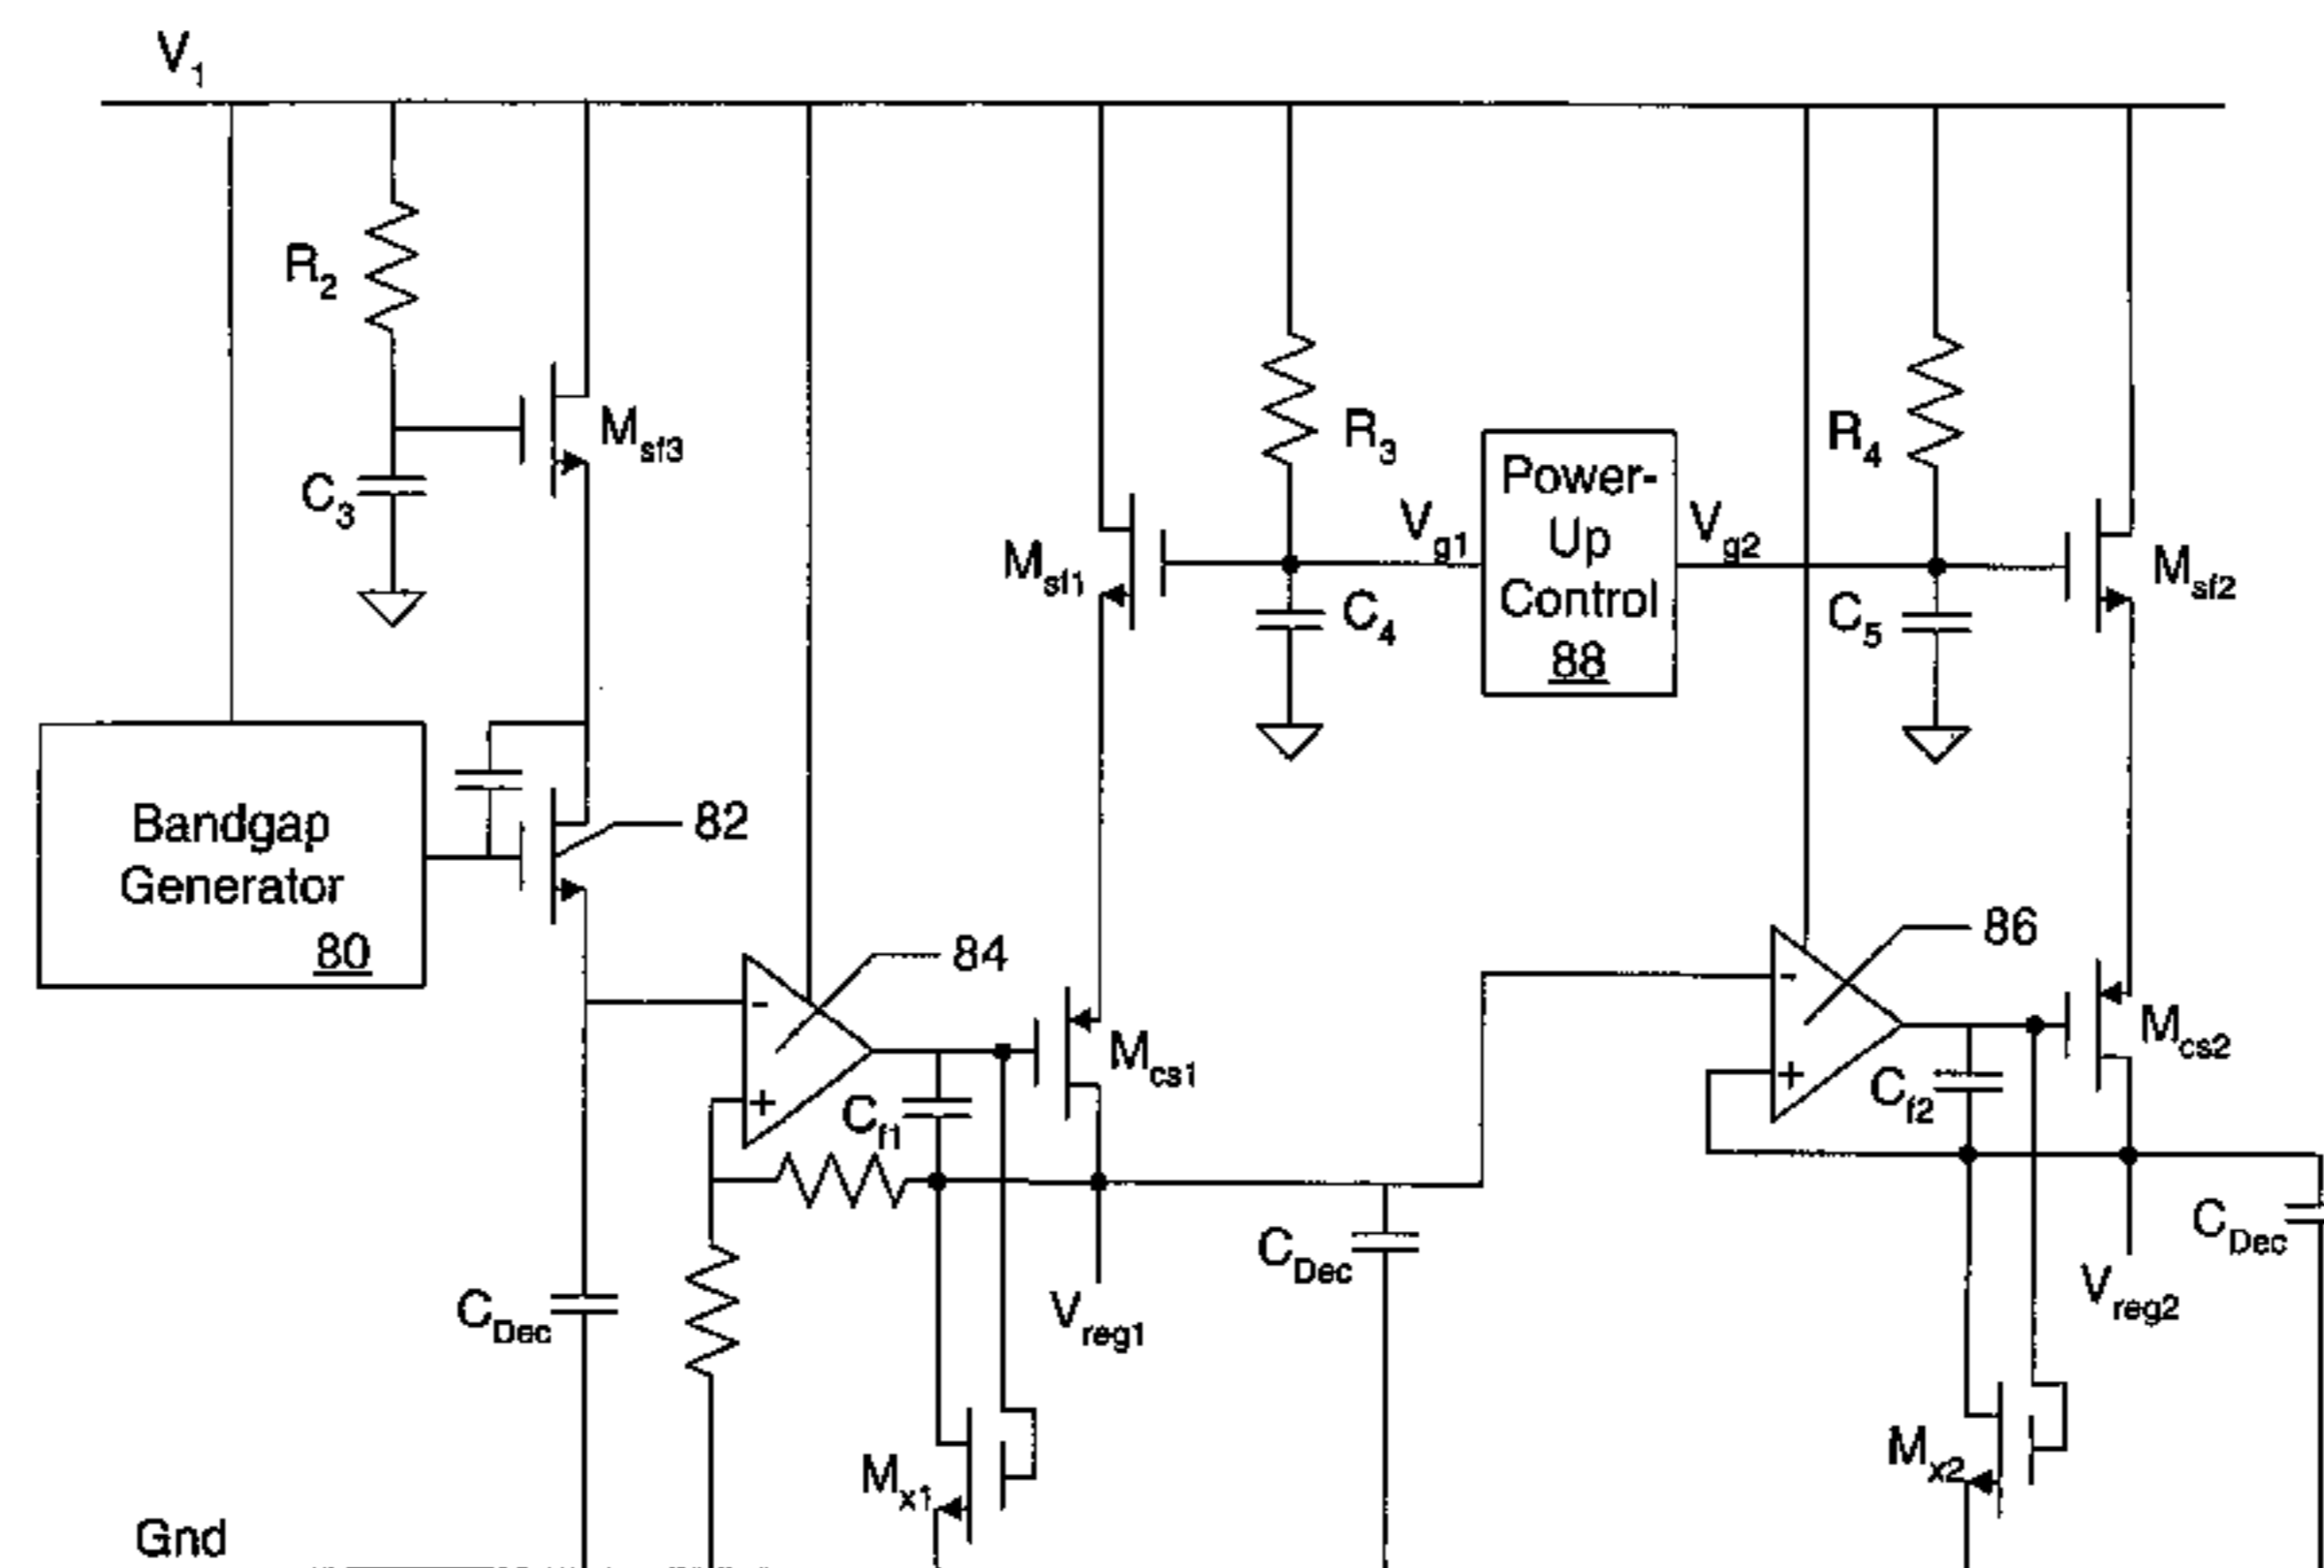 V1
R2
Msf3
C3
R3
Power-
Up
Control
88
Vg1
Vg2
R4
Msf1
Msf2
C4
C5
Bandgap
Generator
80
82
84
86
-
+
-
+
Mcs1
Mcs2
Cf1
Cf2
CDec
CDec
CDec
Vreg1
Vreg2
Mx1
Mx2
Gnd